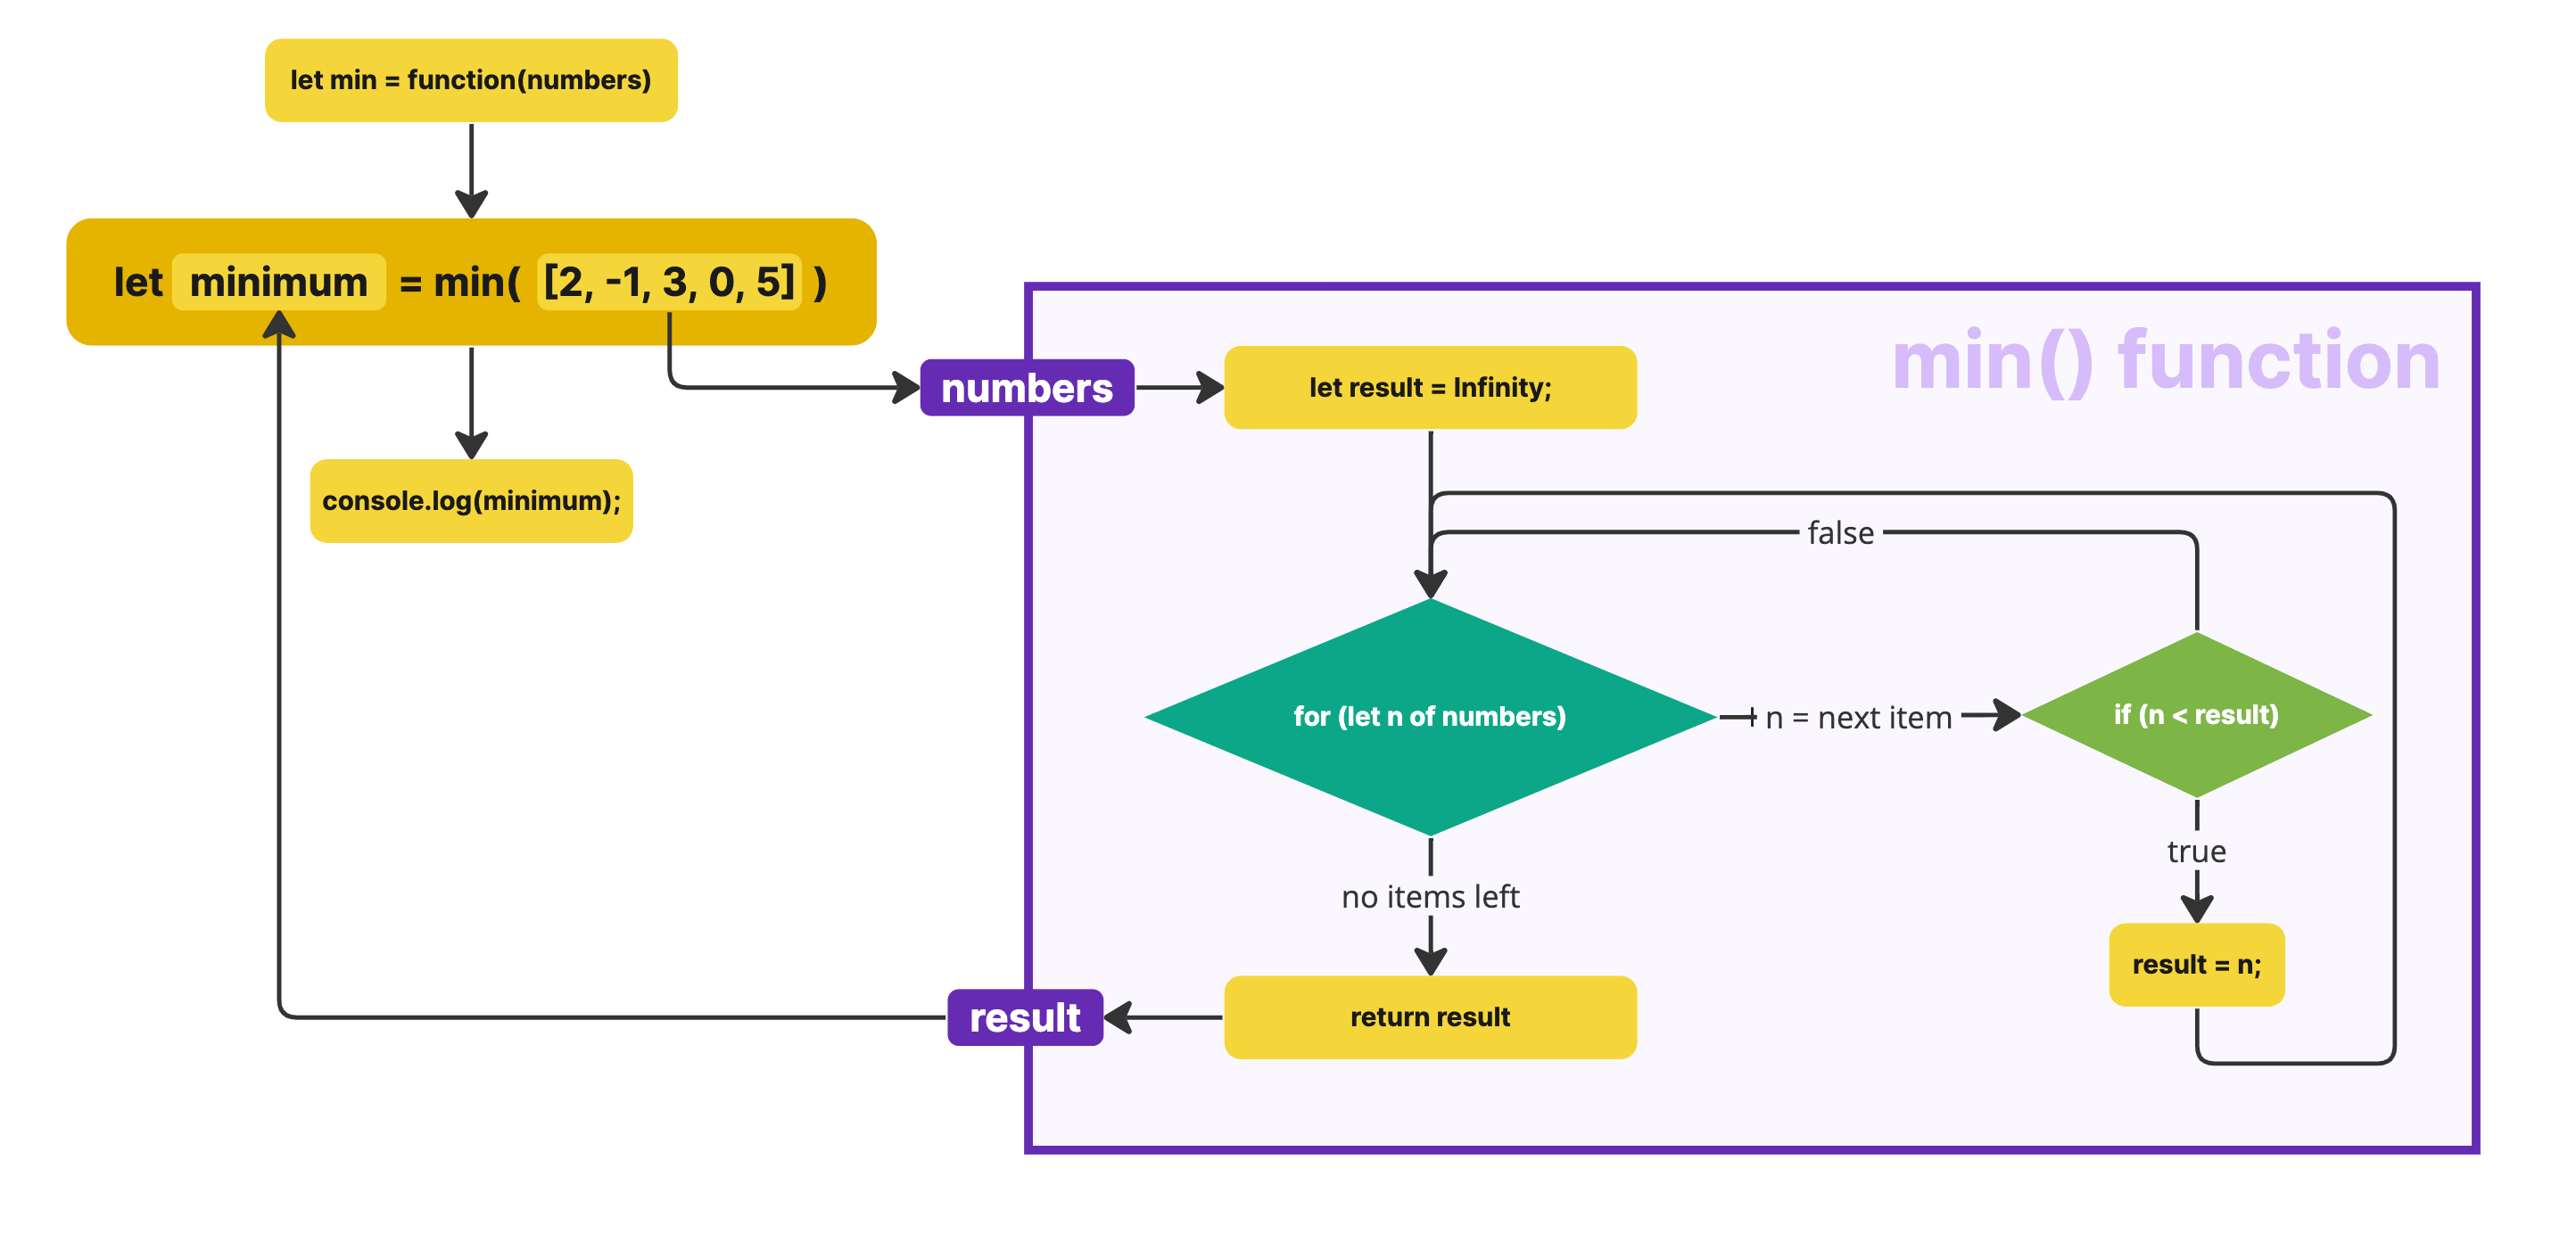 let min = function(numbers)
let minimum = min( [2, -1, 3, 0, 5] )
console.log(minimum);
min() function
numbers
let result = Infinity;
false
for (let n of numbers)
n = next item
if (n < result)
true
no items left
result = n;
return result
result